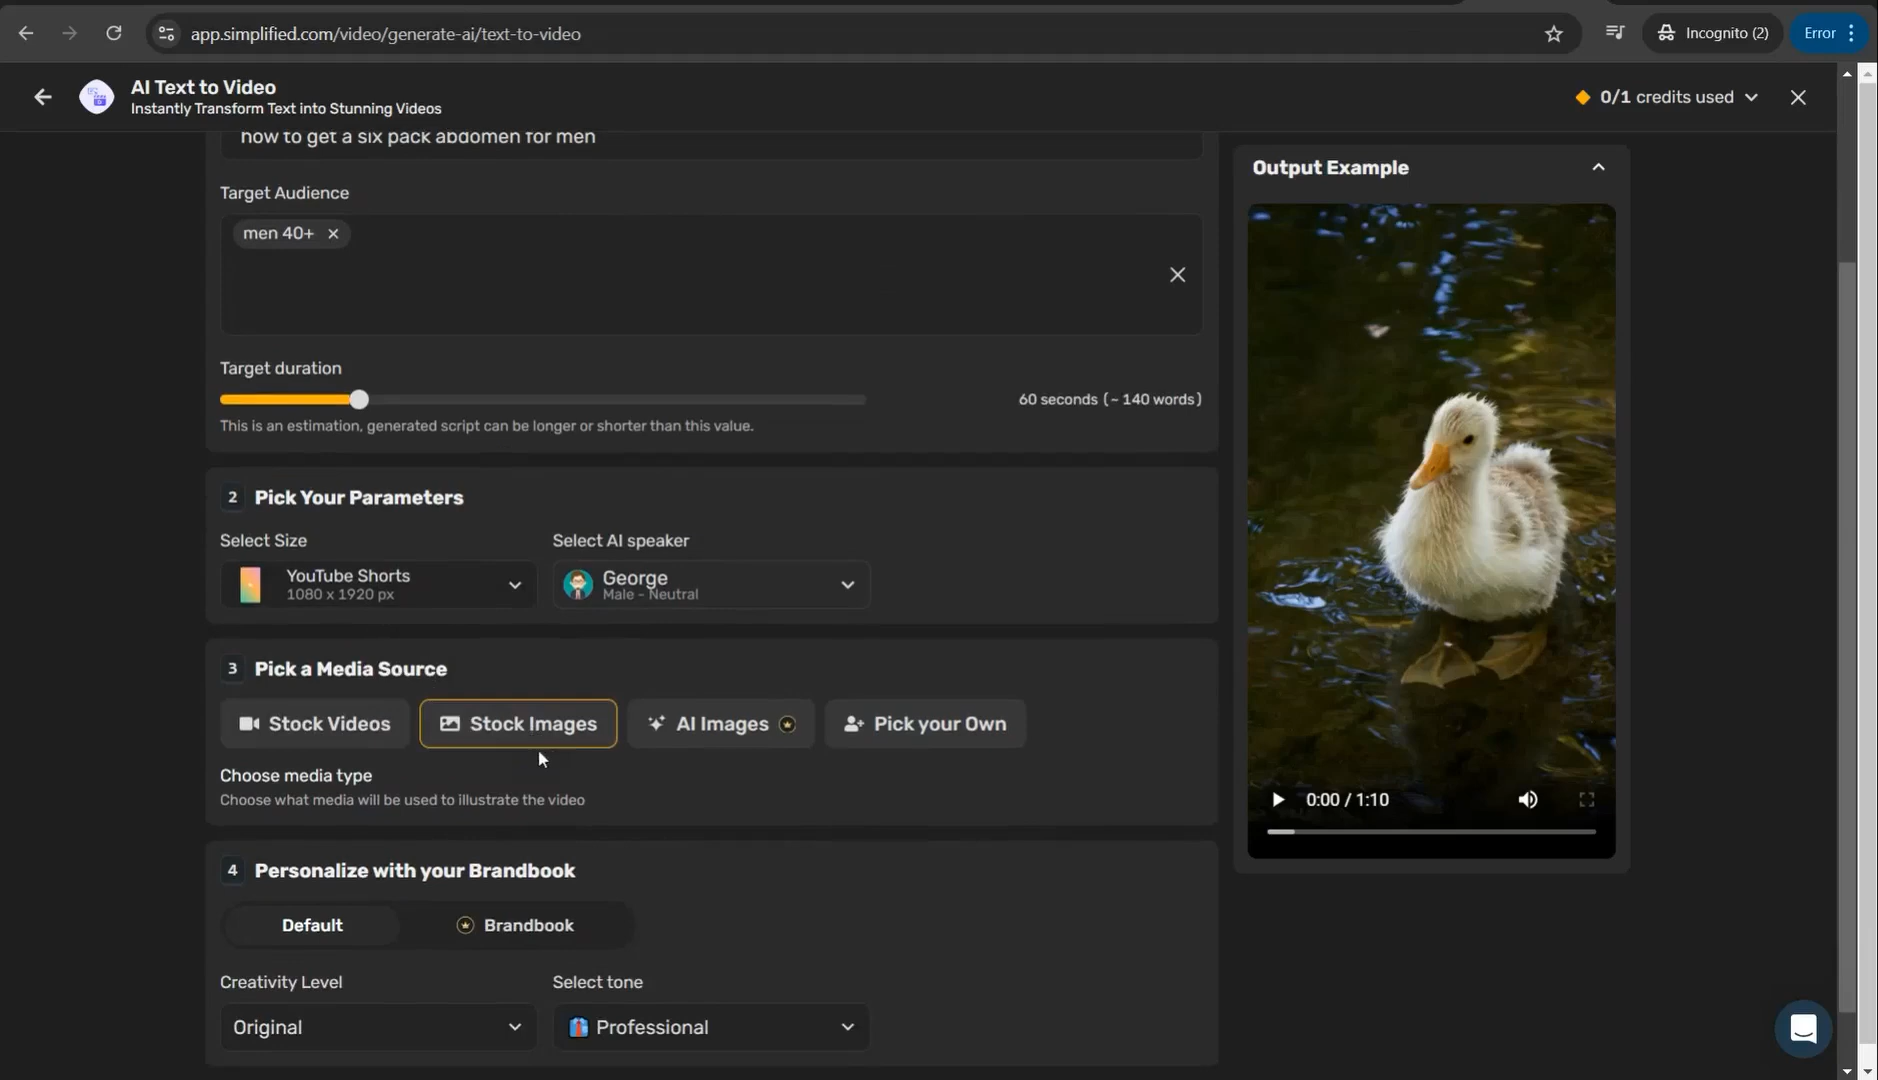 app.simplified.com/video/generate-ai/text-to-video
Incognito (2)
Error
AI Text to Video
Instantly Transform Text into Stunning Videos
0/1 credits used
how to get a six pack abdomen for men
Output Example
Target Audience
men 40+
Target duration
60 seconds (~ 140 words)
This is an estimation, generated script can be longer or shorter than this value.
2 Pick Your Parameters
Select Size
Select AI speaker
YouTube Shorts
1080 x 1920 px
George
Male - Neutral
3 Pick a Media Source
Stock Videos
Stock Images
AI Images
Pick your Own
Choose media type
Choose what media will be used to illustrate the video
0:00 / 1:10
4 Personalize with your Brandbook
Default
Brandbook
Creativity Level
Select tone
Original
Professional